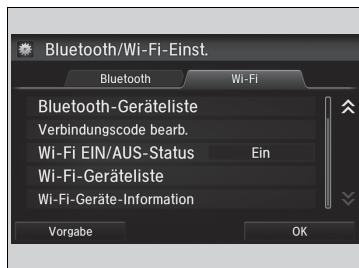 Bluetooth/Wi-Fi-Einst.
Bluetooth Wi-Fi
Bluetooth-Geräteliste
Verbindungscode bearb.
Wi-Fi EIN/AUS-Status Ein
Wi-Fi-Geräteliste
Wi-Fi-Geräte-Information
Vorgabe OK